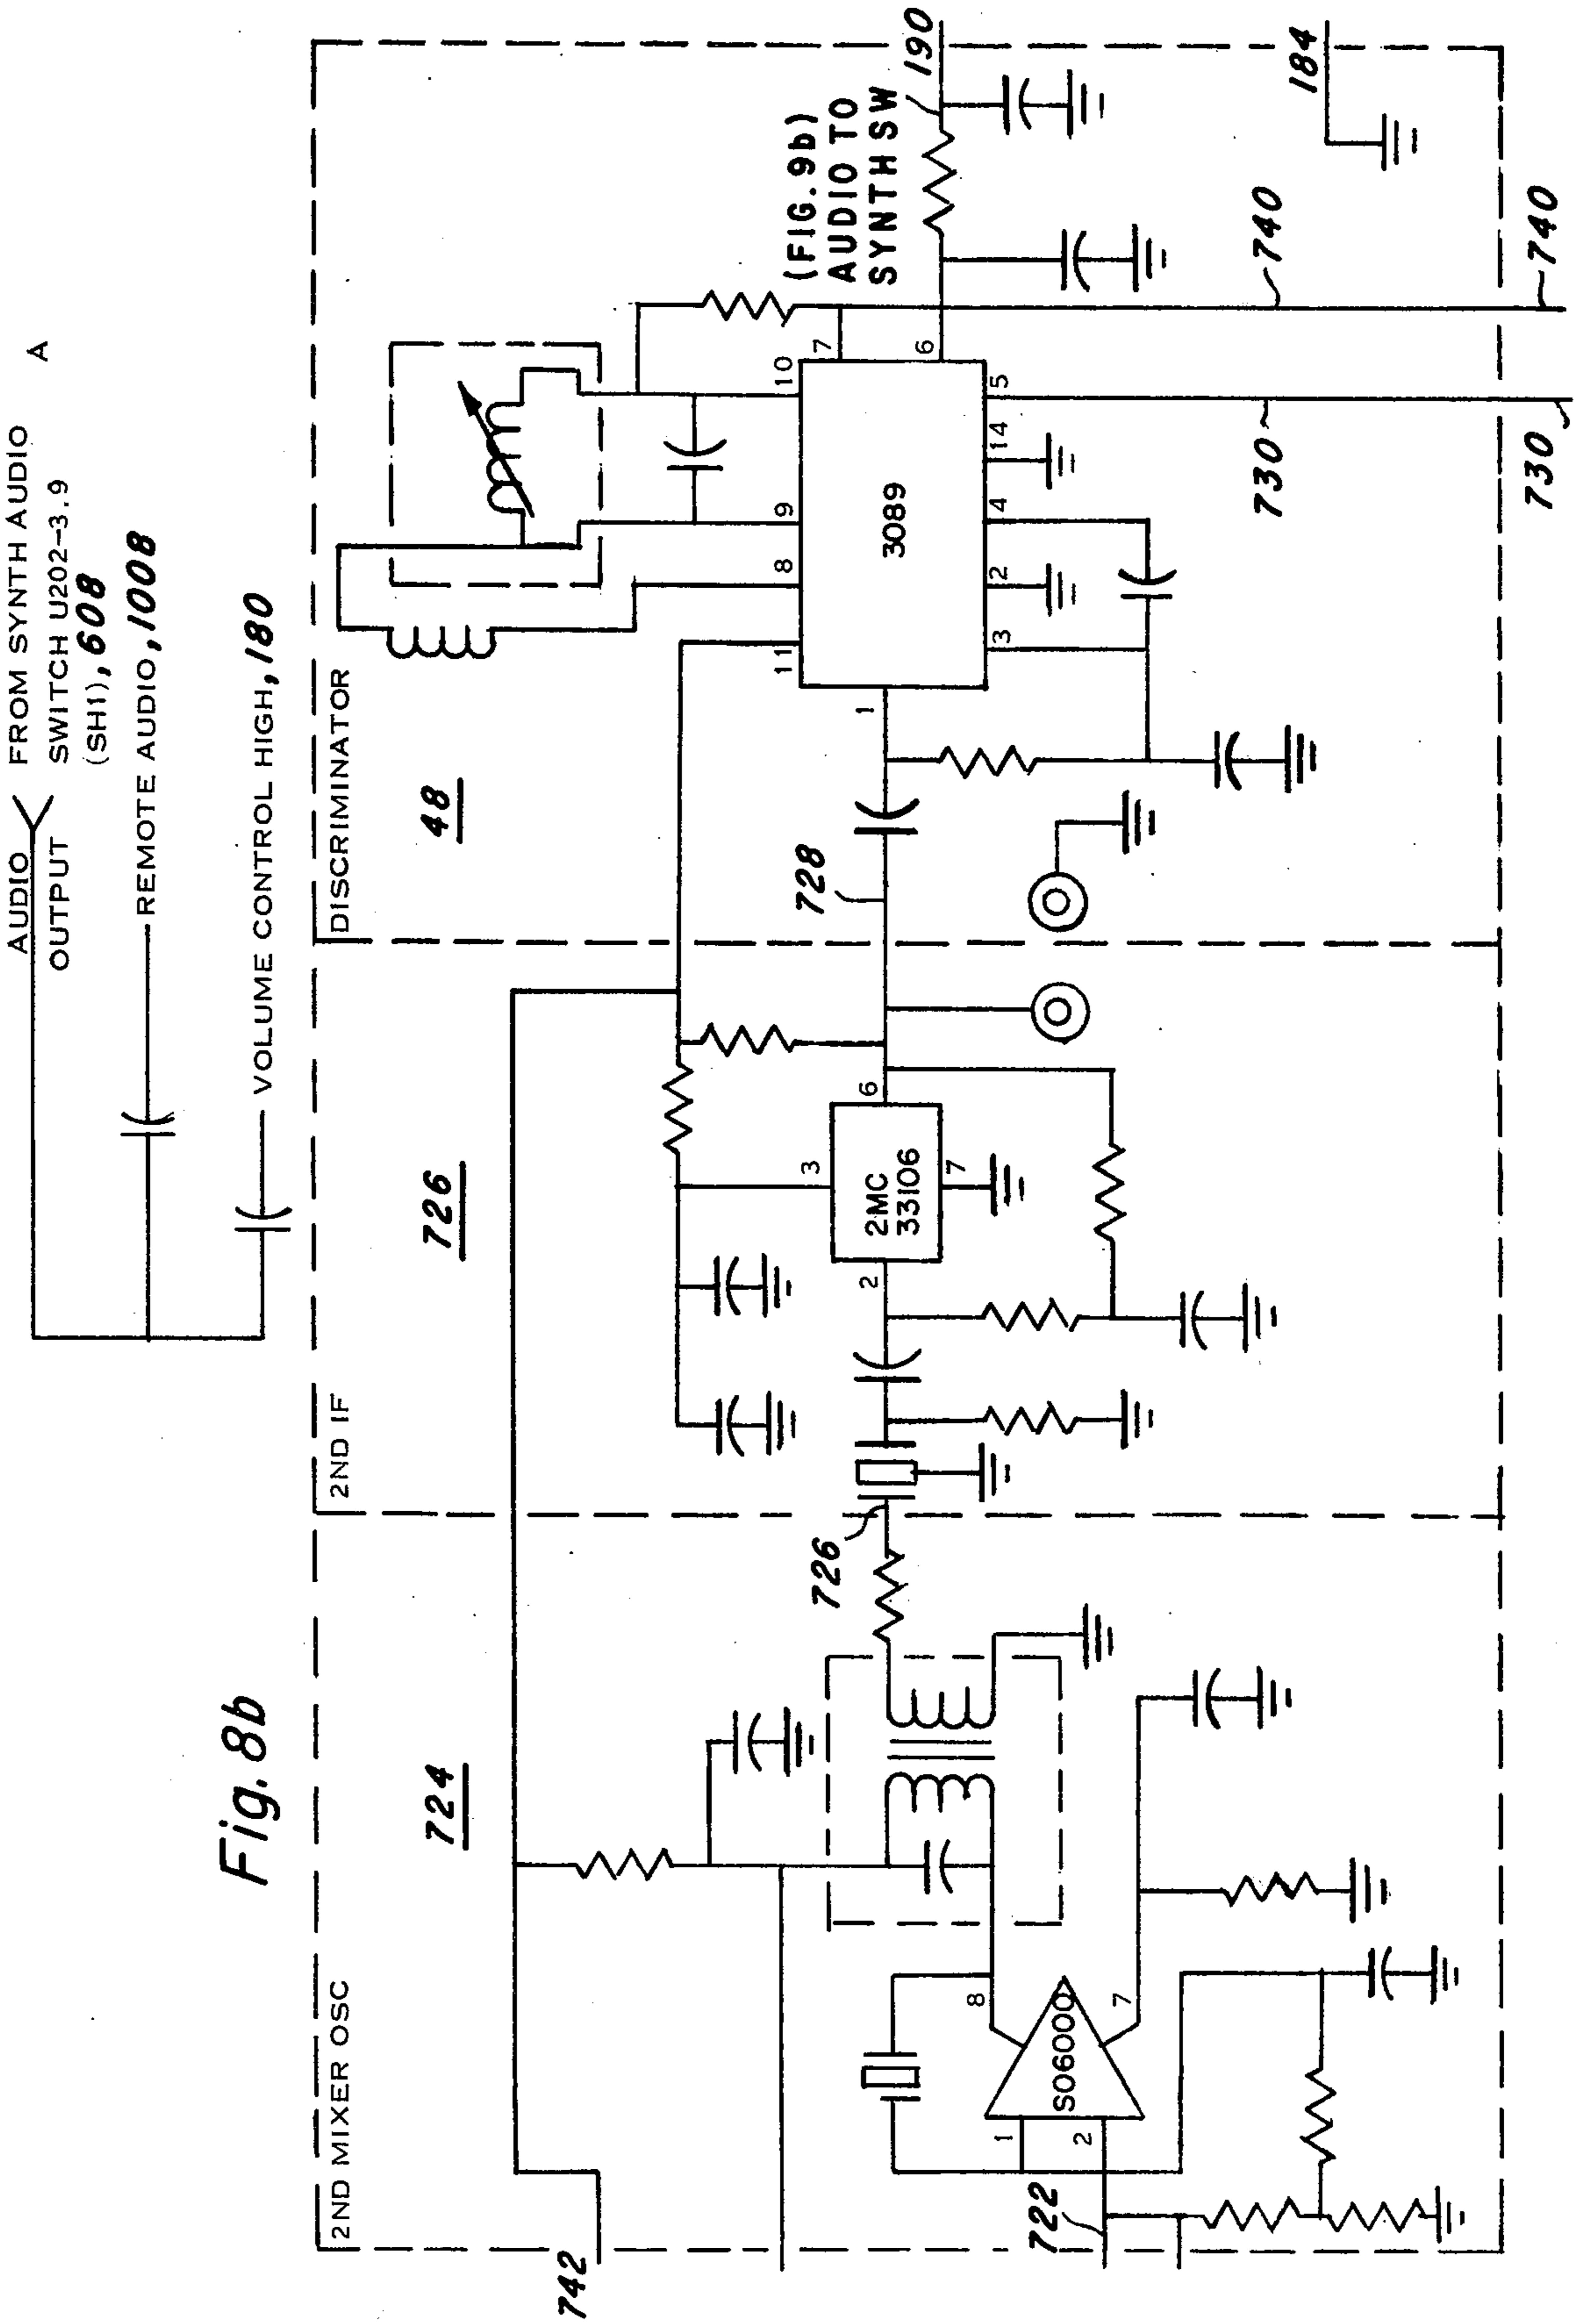 Fig. 8b
AUDIO
OUTPUT
FROM SYNTH AUDIO
SWITCH U202-3.9
(SH1), 608
A
REMOTE AUDIO, 1008
VOLUME CONTROL HIGH, 180
2ND MIXER OSC
724
742
722
1
2
SO6000
8
7
726
2ND IF
726
2
2MC
33106
3
6
7
DISCRIMINATOR
48
728
1
11
8
9
10
3089
3
2
4
14
5
7
6
(FIG. 9b)
AUDIO TO
SYNTH SW
190
184
730
740
730
740